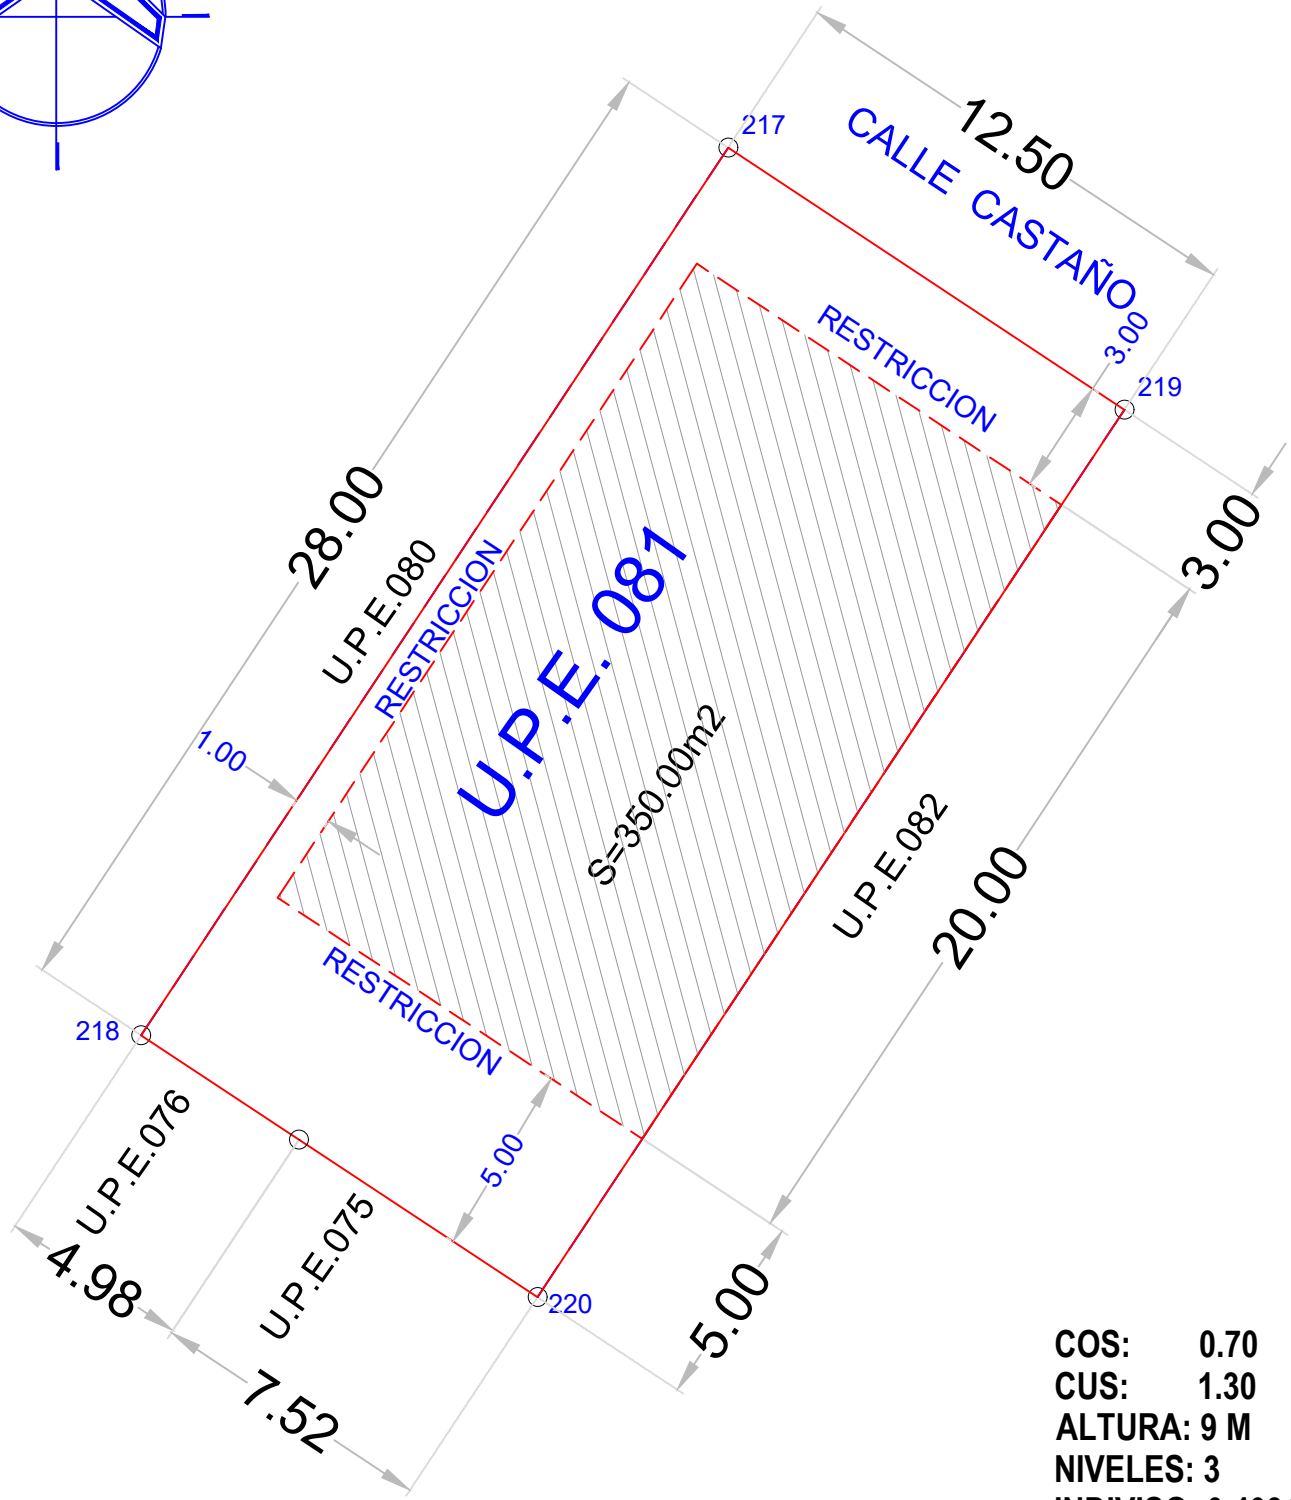 217
12.50
CALLE CASTAÑO
3.00
RESTRICCION
219
3.00
28.00
U.P.E.080
RESTRICCION
U.P.E. 081
S=350.00m2
1.00
U.P.E.082
20.00
RESTRICCION
218
U.P.E.076
5.00
U.P.E.075
4.98
220
5.00
7.52
COS: 0.70
CUS: 1.30
ALTURA: 9 M
NIVELES: 3